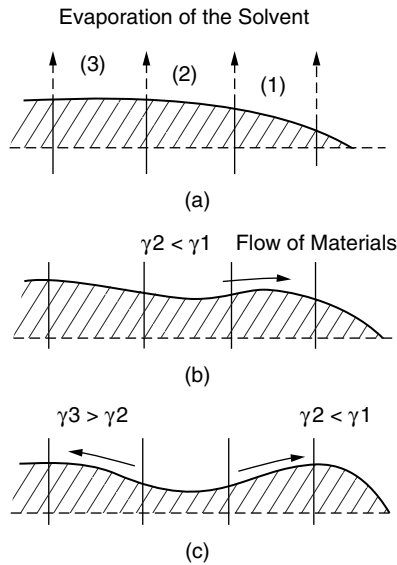 Evaporation of the Solvent
(3)
(2)
(1)
(a)
γ2 < γ1
Flow of Materials
(b)
γ3 > γ2
γ2 < γ1
(c)